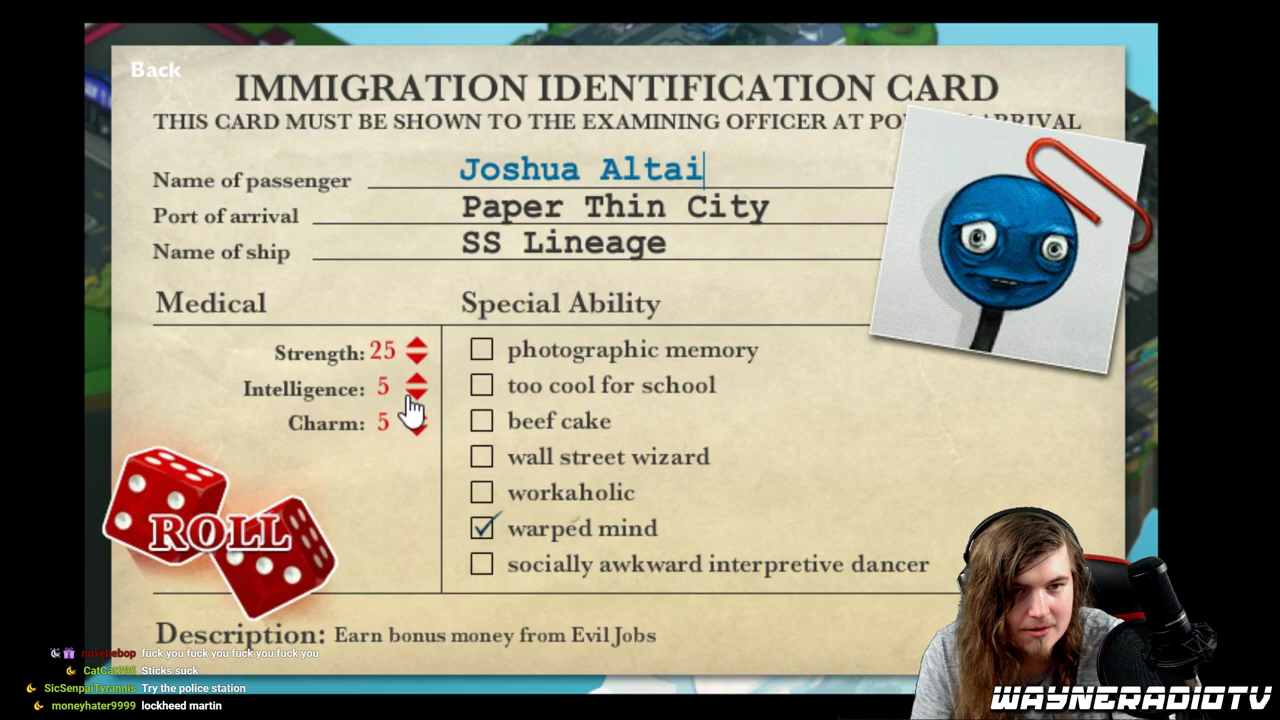 Back
IMMIGRATION IDENTIFICATION CARD
THIS CARD MUST BE SHOWN TO THE EXAMINING OFFICER AT PO ARRIVAL
Name of passenger Joshua Altai
Port of arrival Paper Thin City
Name of ship SS Lineage
Medical
Strength: 25
Intelligence: 5
Charm: 5
ROLL
Special Ability
photographic memory
too cool for school
beef cake
wall street wizard
workaholic
warped mind
socially awkward interpretive dancer
Description: Earn bonus money from Evil Jobs
fuck you fuck you fuck you fuck you
CatCat295 Sticks suck
SicSenpaiTyrannis Try the police station
moneyhater9999 lockheed martin
WAYNERADIOTV